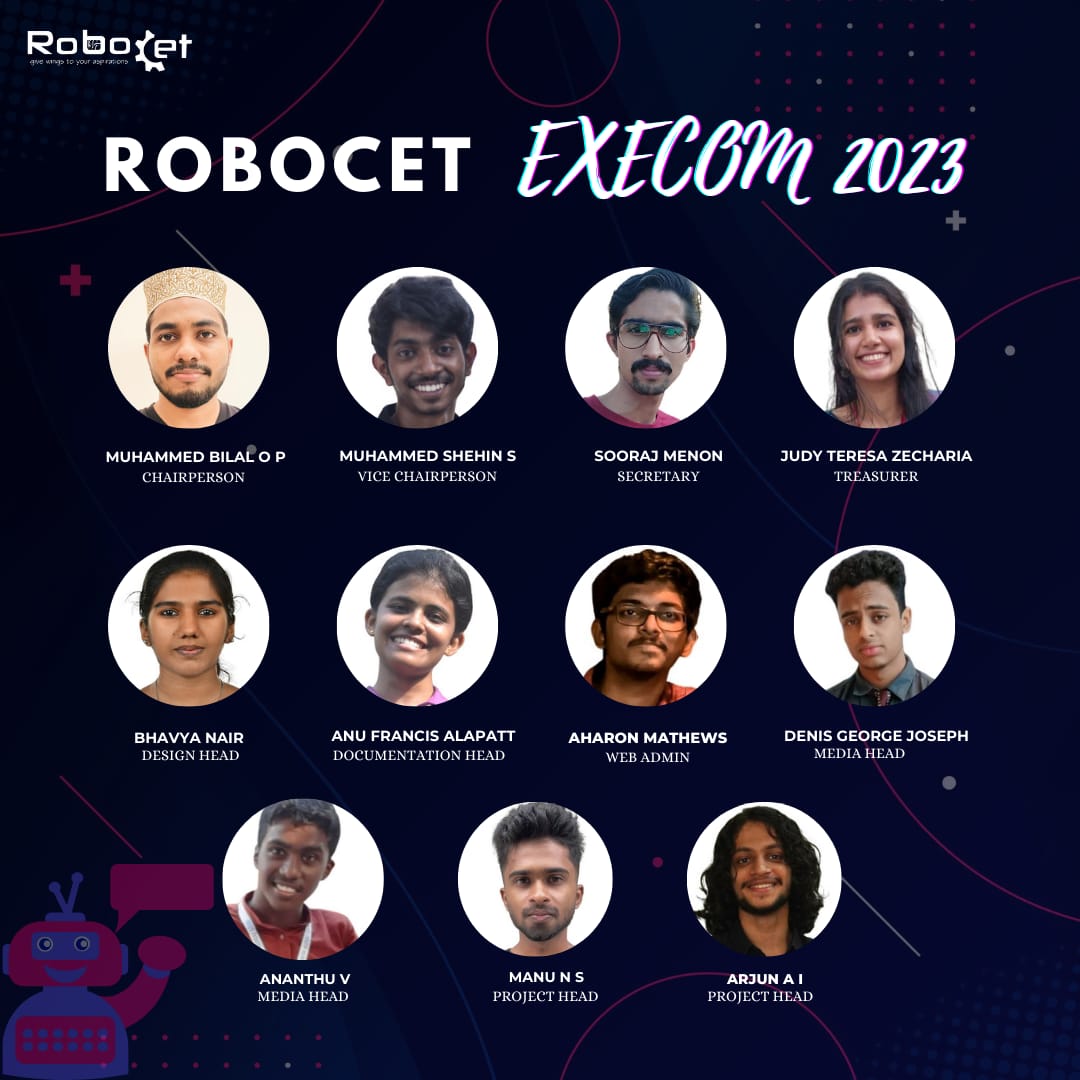 Robocet
give wings to your aspirations
ROBOCET EXECOM 2023
MUHAMMED BILAL O P
CHAIRPERSON
MUHAMMED SHEHIN S
VICE CHAIRPERSON
SOORAJ MENON
SECRETARY
JUDY TERESA ZECHARIA
TREASURER
BHAVYA NAIR
DESIGN HEAD
ANU FRANCIS ALAPATT
DOCUMENTATION HEAD
AHARON MATHEWS
WEB ADMIN
DENIS GEORGE JOSEPH
MEDIA HEAD
ANANTHU V
MEDIA HEAD
MANU N S
PROJECT HEAD
ARJUN A I
PROJECT HEAD